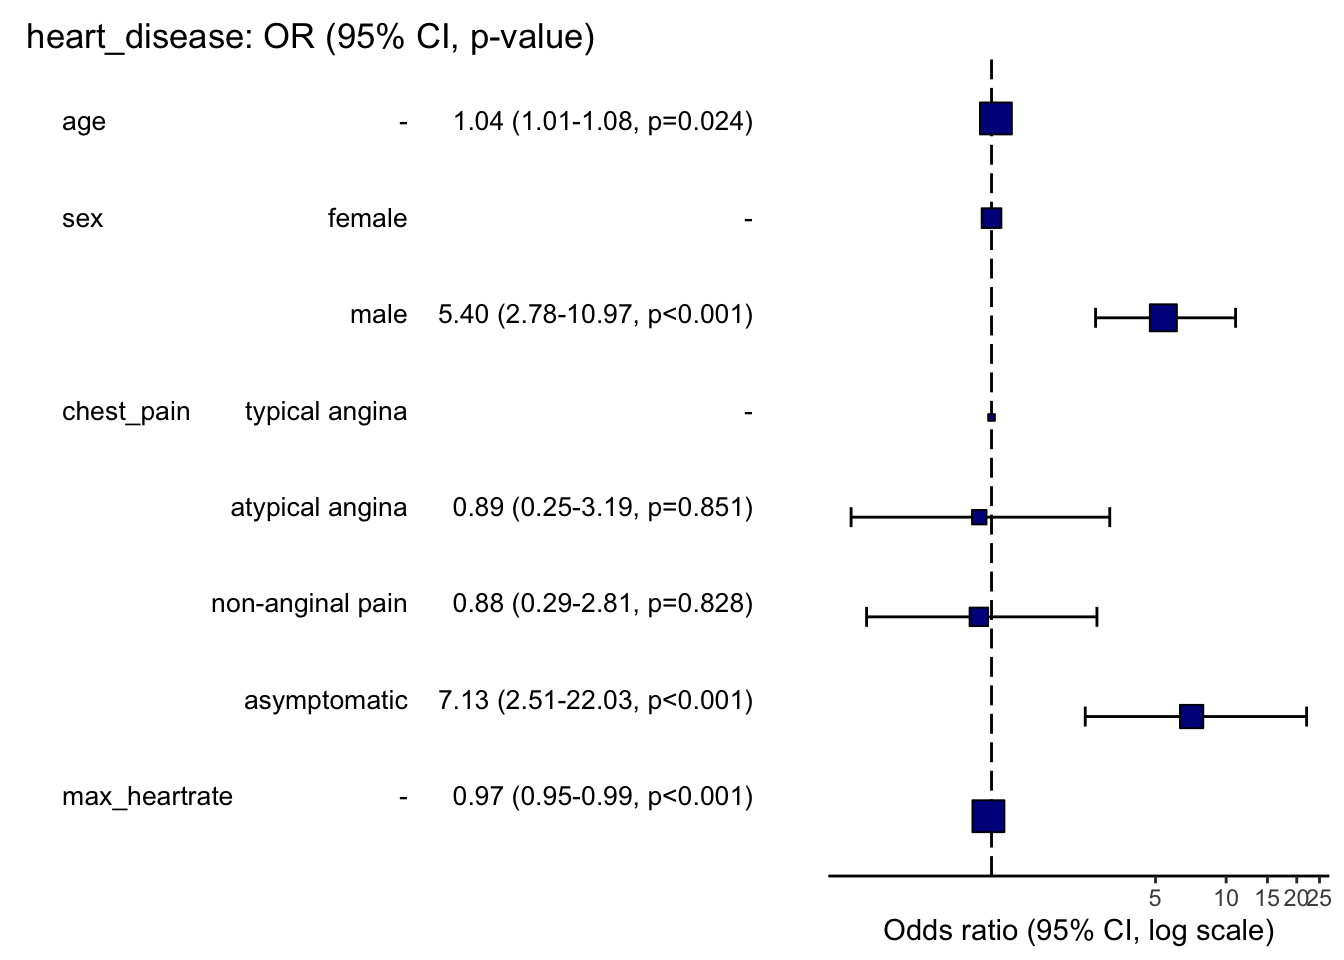 heart_disease: OR (95% CI, p-value)
age - 1.04 (1.01-1.08, p=0.024)
sex female -
male 5.40 (2.78-10.97, p<0.001)
chest_pain typical angina -
atypical angina 0.89 (0.25-3.19, p=0.851)
non-anginal pain 0.88 (0.29-2.81, p=0.828)
asymptomatic 7.13 (2.51-22.03, p<0.001)
max_heartrate - 0.97 (0.95-0.99, p<0.001)
5 10 15 20 25
Odds ratio (95% CI, log scale)